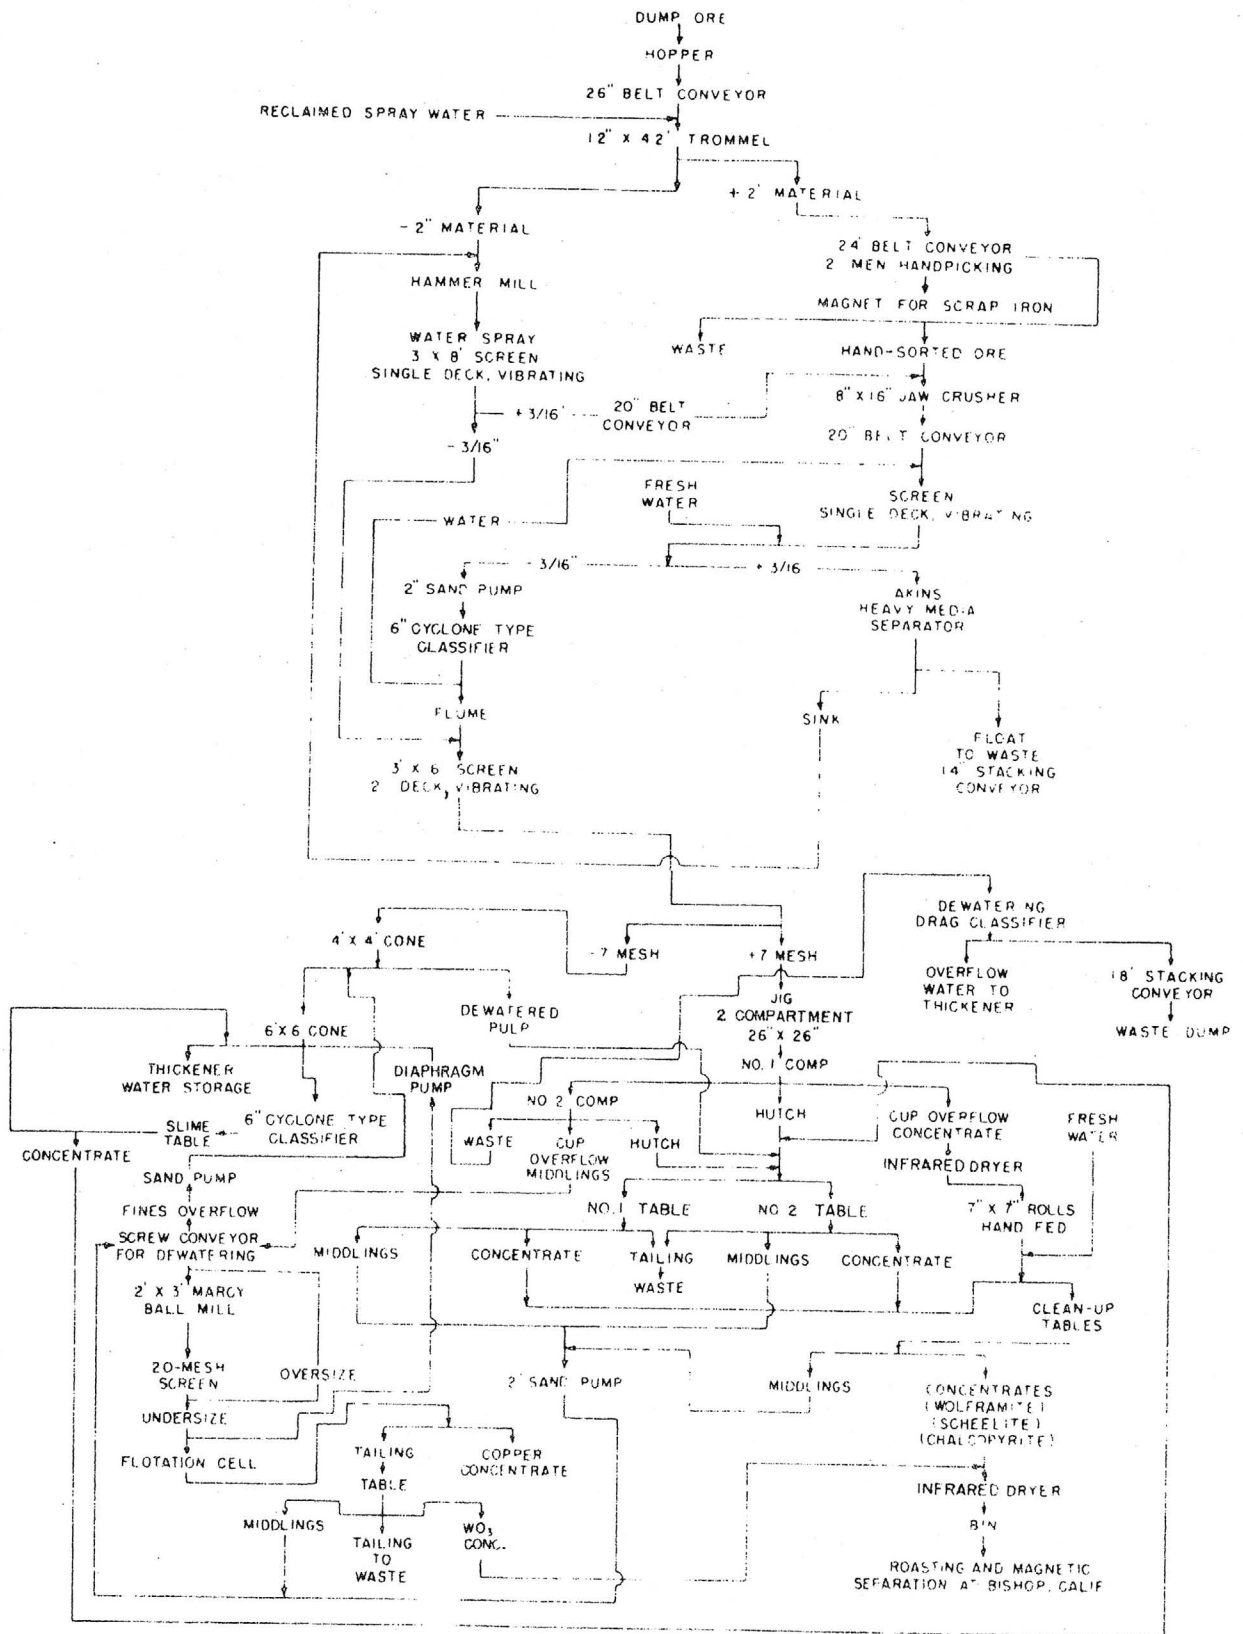 DUMP ORE
HOPPER
26" BELT CONVEYOR
RECLAIMED SPRAY WATER
12" X 42' TROMMEL
+ 2' MATERIAL
- 2" MATERIAL
24' BELT CONVEYOR
2 MEN HANDPICKING
HAMMER MILL
MAGNET FOR SCRAP IRON
WATER SPRAY
3 X 8' SCREEN
SINGLE DECK, VIBRATING
WASTE
HAND-SORTED ORE
8" X 16" JAW CRUSHER
+ 3/16'
20" BELT
CONVEYOR
20" BELT CONVEYOR
- 3/16"
FRESH
WATER
SCREEN
SINGLE DECK, VIBRATING
WATER
- 3/16"
+ 3/16
2" SAND PUMP
AKINS
HEAVY MEDIA
SEPARATOR
6" CYCLONE TYPE
CLASSIFIER
FLUME
SINK
FLOAT
TO WASTE
14" STACKING
CONVEYOR
3' X 6 SCREEN
2 DECK, VIBRATING
DEWATERING
DRAG CLASSIFIER
4' X 4' CONE
-7 MESH
+7 MESH
OVERFLOW
WATER TO
THICKENER
18' STACKING
CONVEYOR
WASTE DUMP
JIG
2 COMPARTMENT
26" X 26"
DEWATERED
PULP
6' X 6 CONE
NO. 1 COMP
THICKENER
WATER STORAGE
DIAPHRAGM
PUMP
NO 2 COMP
HUTCH
CUP OVERFLOW
CONCENTRATE
FRESH
WATER
SLIME
TABLE
6" CYCLONE TYPE
CLASSIFIER
WASTE
CUP
OVERFLOW
MIDDLINGS
HUTCH
CONCENTRATE
SAND PUMP
INFRARED DRYER
FINES OVERFLOW
NO. 1 TABLE
NO 2 TABLE
7" X 7" ROLLS
HAND FED
SCREW CONVEYOR
FOR DEWATERING
MIDDLINGS
CONCENTRATE
TAILING
MIDDLINGS
CONCENTRATE
WASTE
2' X 3' MARCY
BALL MILL
CLEAN-UP
TABLES
20-MESH
SCREEN
OVERSIZE
2' SAND PUMP
MIDDLINGS
CONCENTRATES
(WOLFRAMITE)
(SCHEELITE)
(CHALCOPYRITE)
UNDERSIZE
FLOTATION CELL
TAILING
COPPER
CONCENTRATE
TABLE
INFRARED DRYER
MIDDLINGS
TAILING
TO
WASTE
WO3
CONC.
BIN
ROASTING AND MAGNETIC
SEPARATION AT BISHOP, CALIF